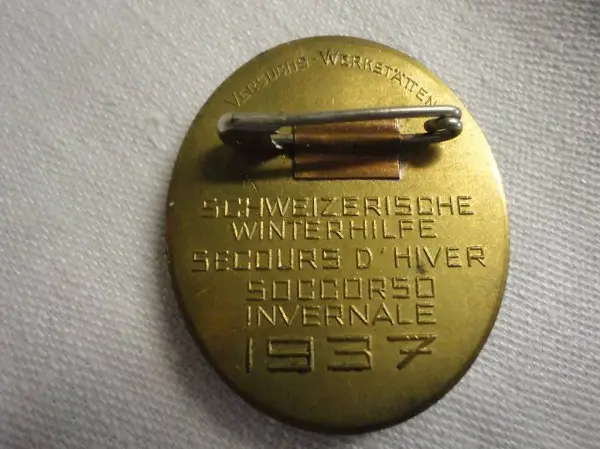 VERSUCHS-WERKSTÄTTEN
SCHWEIZERISCHE
WINTERHILFE
SECOURS D'HIVER
SOCCORSO
INVERNALE
1937